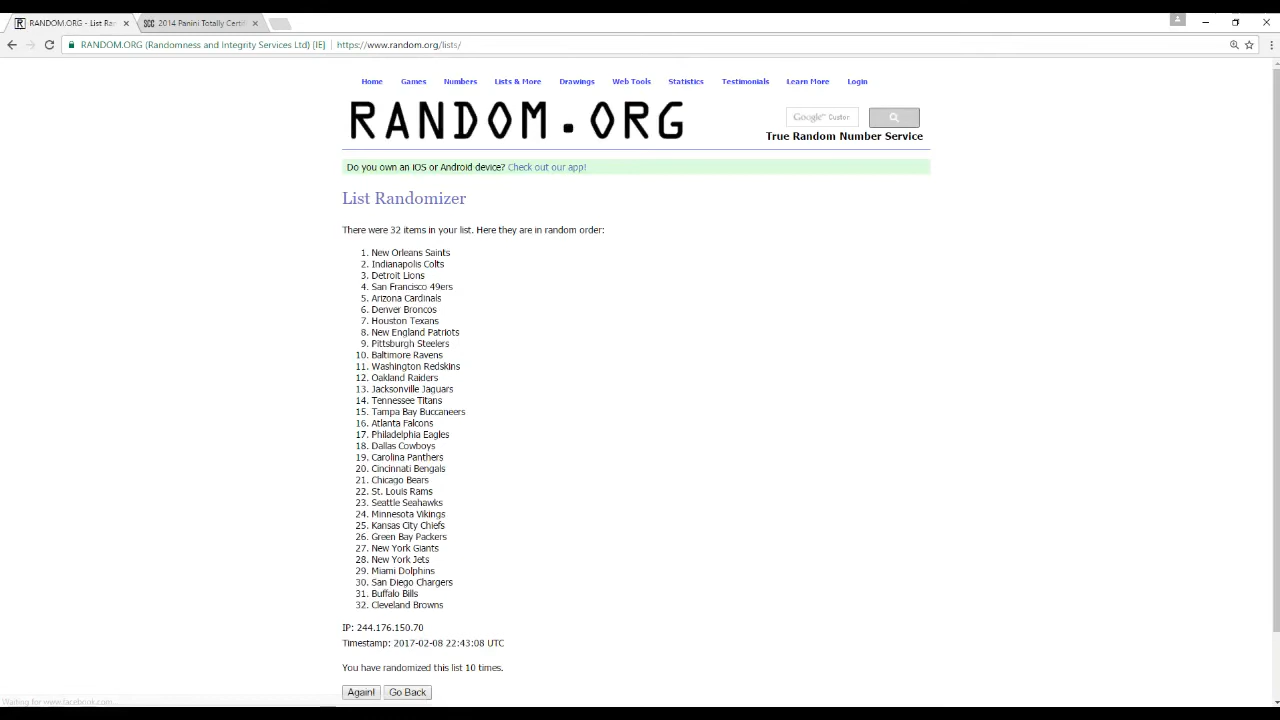 RANDOM.ORG - List Ra
SCC 2014 Panini Totally Certif
RANDOM.ORG (Randomness and Integrity Services Ltd) [IE] https://www.random.org/lists/
Home Games Numbers Lists & More Drawings Web Tools Statistics Testimonials Learn More Login
RANDOM.ORG
Google™ Custor
True Random Number Service
Do you own an iOS or Android device? Check out our app!
List Randomizer
There were 32 items in your list. Here they are in random order:
1. New Orleans Saints
2. Indianapolis Colts
3. Detroit Lions
4. San Francisco 49ers
5. Arizona Cardinals
6. Denver Broncos
7. Houston Texans
8. New England Patriots
9. Pittsburgh Steelers
10. Baltimore Ravens
11. Washington Redskins
12. Oakland Raiders
13. Jacksonville Jaguars
14. Tennessee Titans
15. Tampa Bay Buccaneers
16. Atlanta Falcons
17. Philadelphia Eagles
18. Dallas Cowboys
19. Carolina Panthers
20. Cincinnati Bengals
21. Chicago Bears
22. St. Louis Rams
23. Seattle Seahawks
24. Minnesota Vikings
25. Kansas City Chiefs
26. Green Bay Packers
27. New York Giants
28. New York Jets
29. Miami Dolphins
30. San Diego Chargers
31. Buffalo Bills
32. Cleveland Browns
IP: 244.176.150.70
Timestamp: 2017-02-08 22:43:08 UTC
You have randomized this list 10 times.
Again! Go Back
Waiting for www.facebook.com...